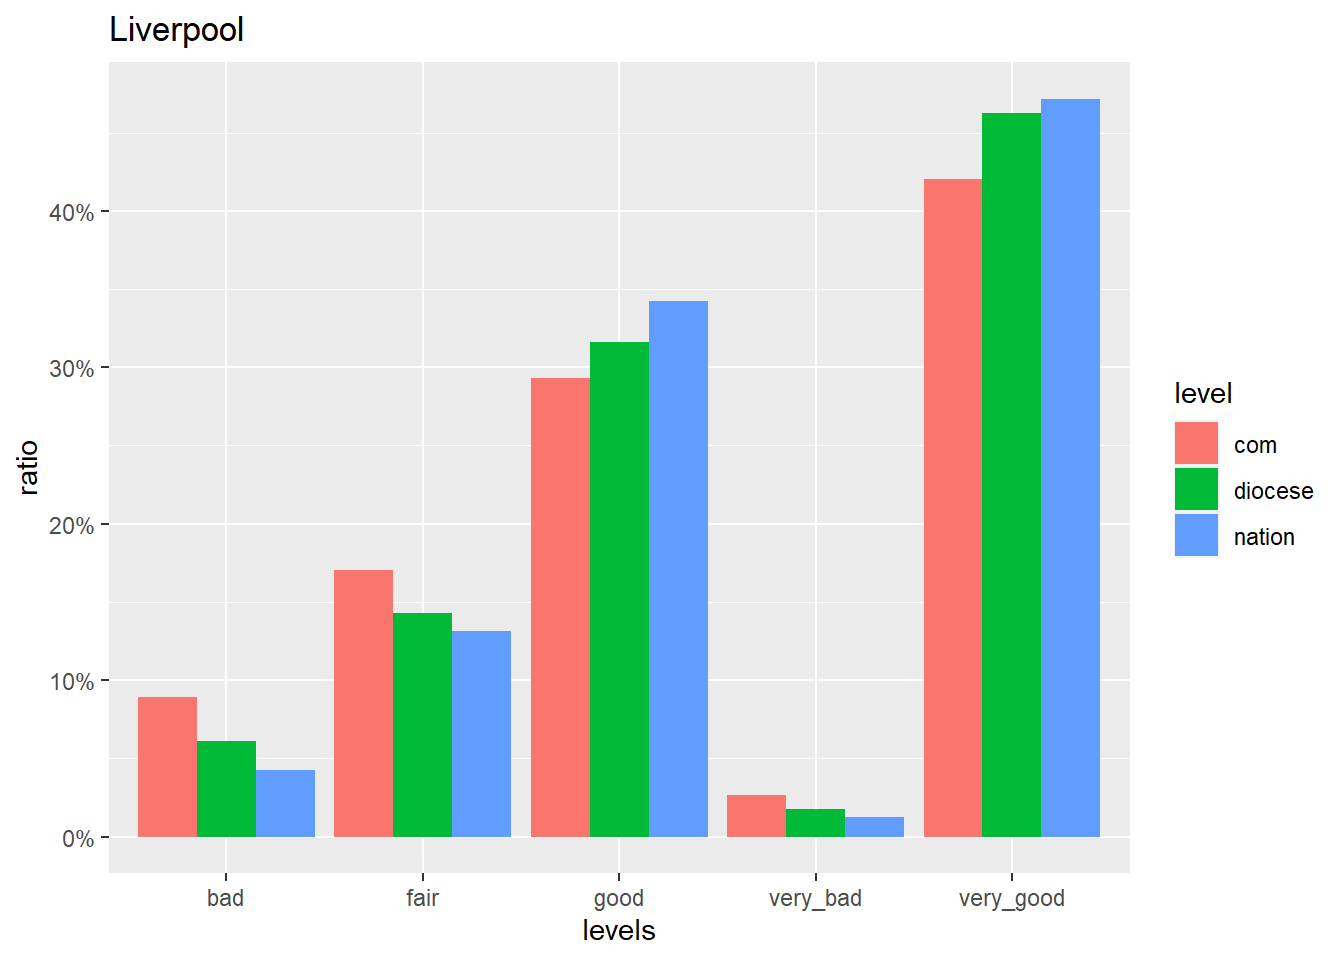 Liverpool
ratio
40%
30%
20%
10%
0%
bad fair good very_bad very_good
levels
level
com
diocese
nation